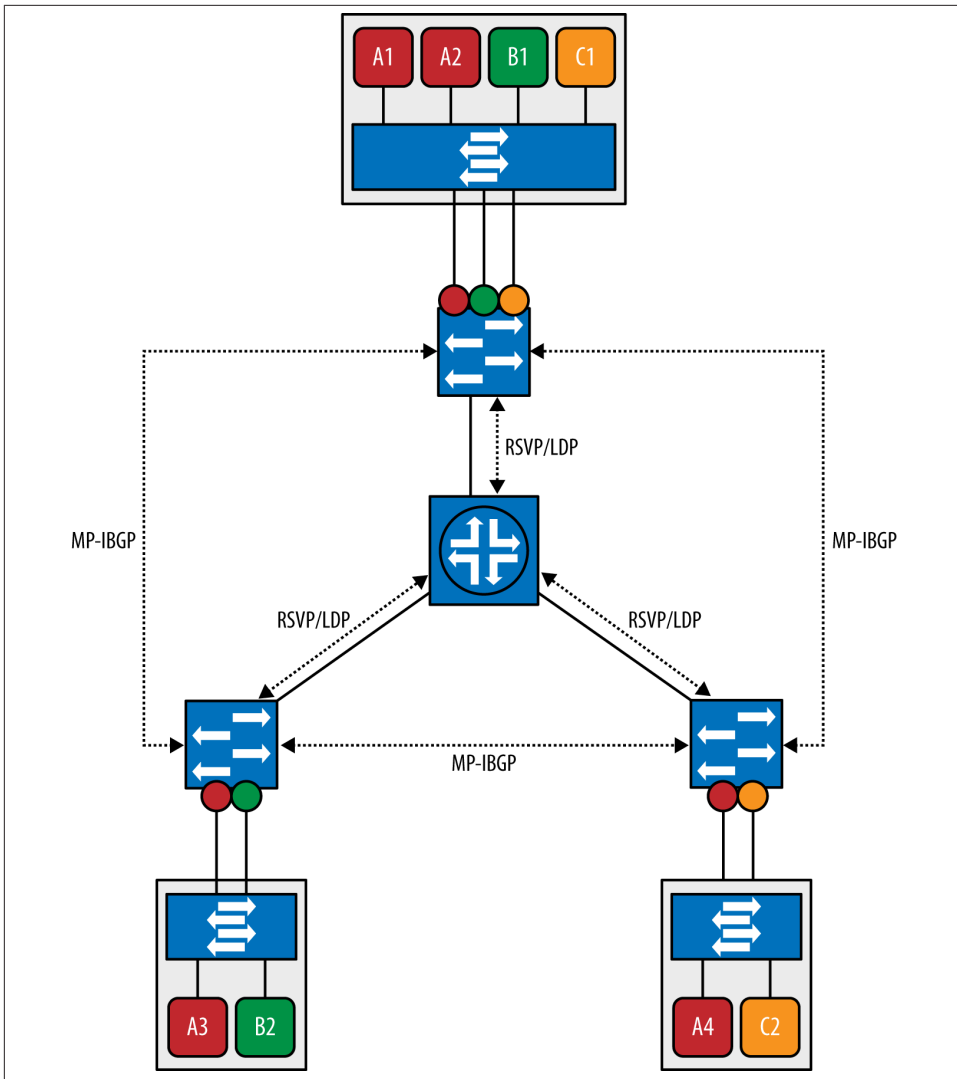 A1
A2
B1
C1
RSVP/LDP
MP-IBGP
MP-IBGP
RSVP/LDP
RSVP/LDP
MP-IBGP
A3
B2
A4
C2